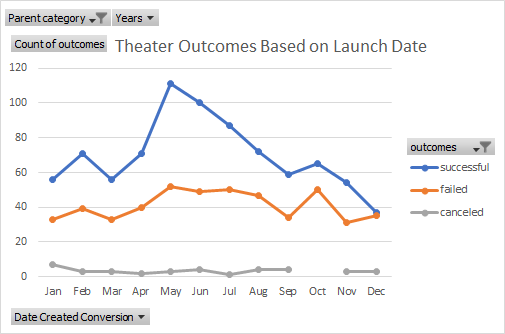 Parent category Years
Count of outcomes
Theater Outcomes Based on Launch Date
120
100
80
60
40
20
0
Jan Feb Mar Apr May Jun Jul Aug Sep Oct Nov Dec
outcomes
successful
failed
canceled
Date Created Conversion